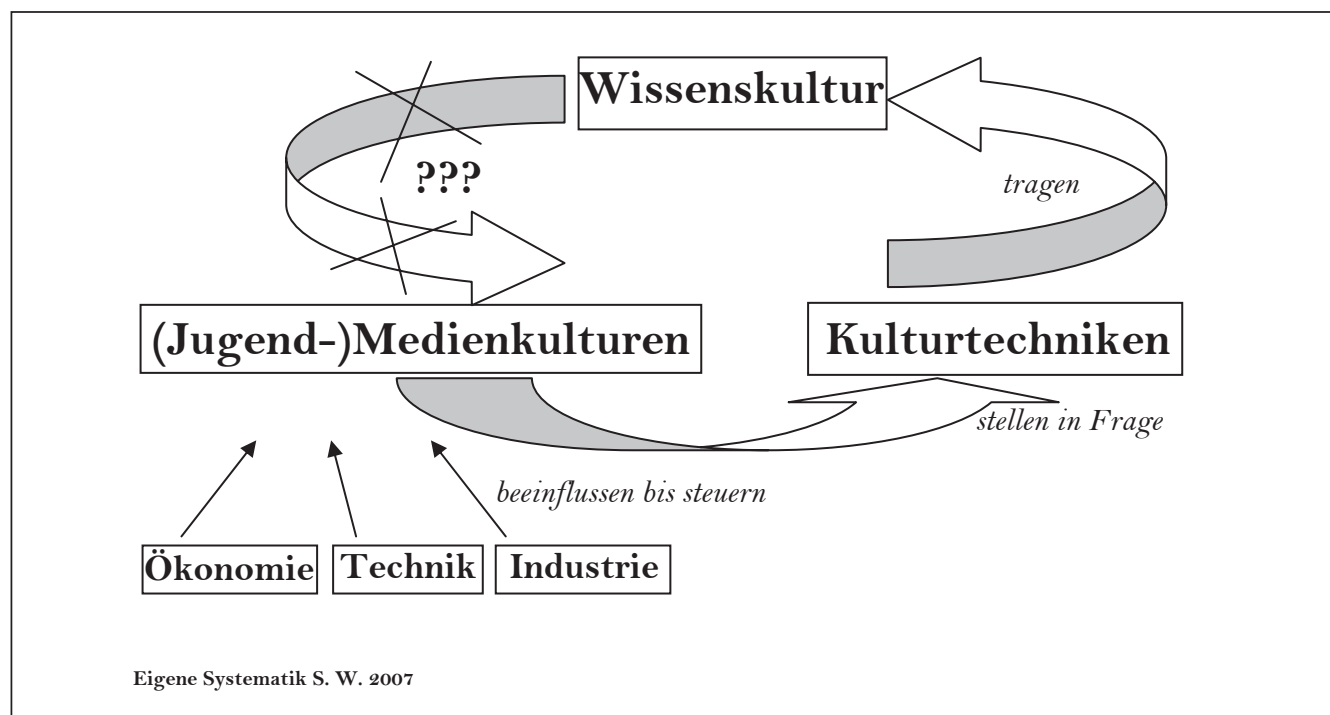 Wissenskultur
???
tragen
(Jugend-)Medienkulturen
Kulturtechniken
stellen in Frage
beeinflussen bis steuern
Ökonomie
Technik
Industrie
Eigene Systematik S. W. 2007